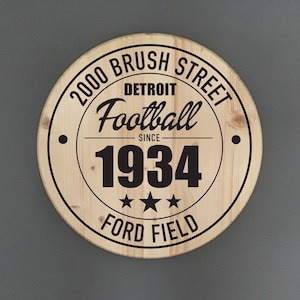 2000 BRUSH STREET
DETROIT
Football
SINCE
1934
FORD FIELD